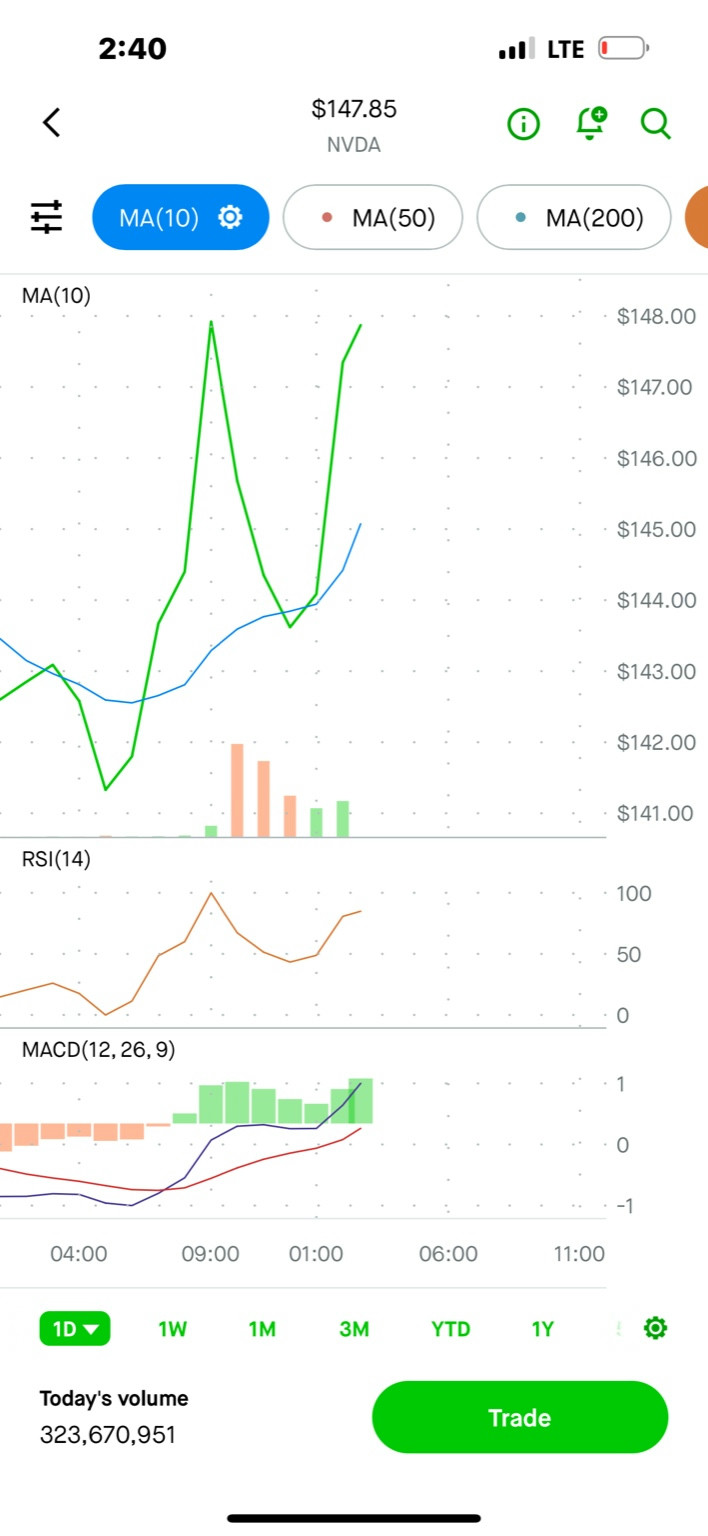 2:40 LTE
$147.85
NVDA
MA(10) MA(50) MA(200)
MA(10)
$148.00
$147.00
$146.00
$145.00
$144.00
$143.00
$142.00
$141.00
RSI(14)
100
50
0
MACD(12, 26, 9)
1
0
-1
04:00 09:00 01:00 06:00 11:00
1D 1W 1M 3M YTD 1Y
Today's volume
323,670,951
Trade